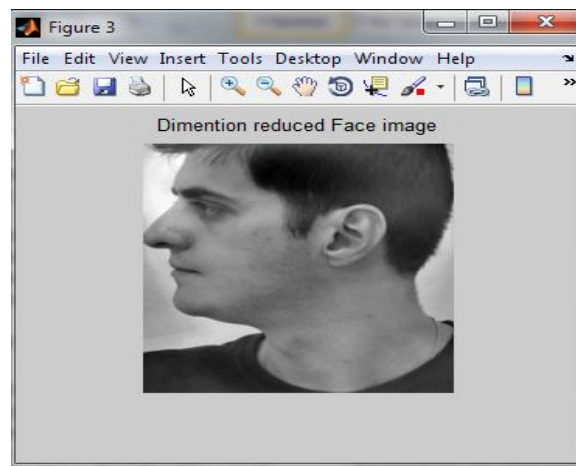 Figure 3
File Edit View Insert Tools Desktop Window Help
Dimention reduced Face image